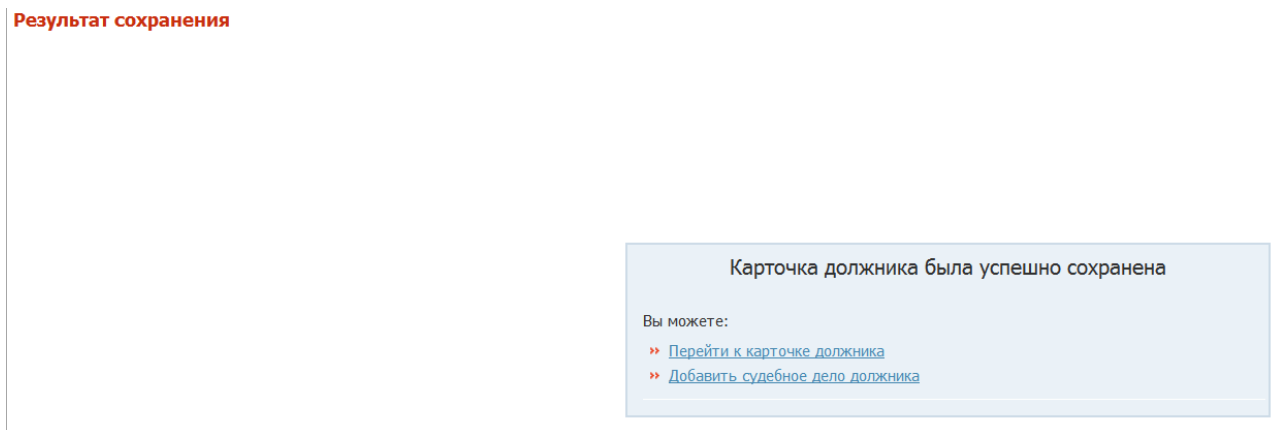 Результат сохранения
Карточка должника была успешно сохранена
Вы можете:
Перейти к карточке должника
Добавить судебное дело должника